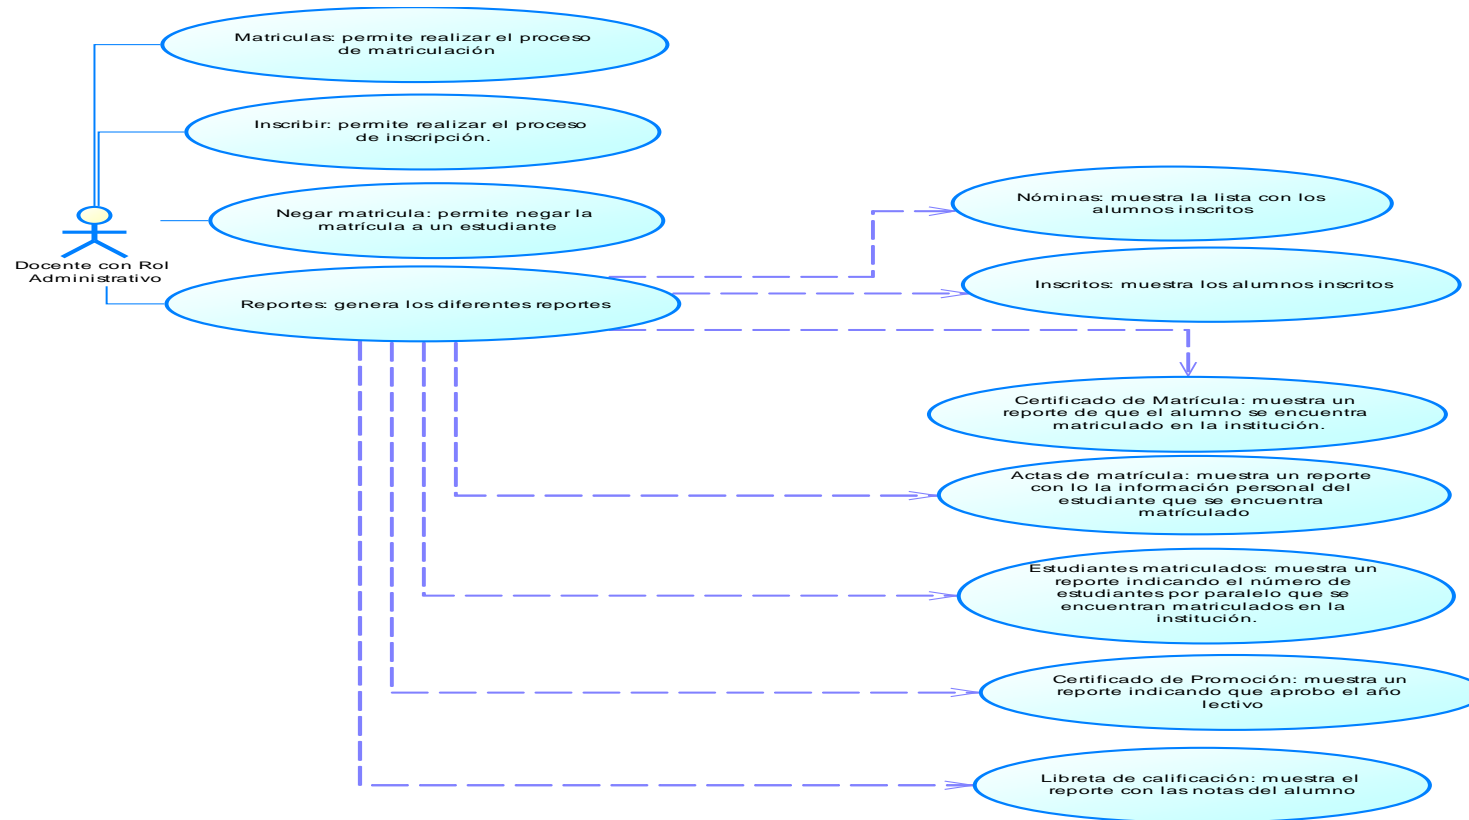 Matriculas: permite realizar el proceso
de matriculación
Inscribir: permite realizar el proceso
de inscripción.
Negar matricula: permite negar la
matrícula a un estudiante
Docente con Rol
Administrativo
Reportes: genera los diferentes reportes
Nóminas: muestra la lista con los
alumnos inscritos
Inscritos: muestra los alumnos inscritos
Certificado de Matrícula: muestra un
reporte de que el alumno se encuentra
matriculado en la institución.
Actas de matrícula: muestra un reporte
con lo la información personal del
estudiante que se encuentra
matrículado
Estudiantes matriculados: muestra un
reporte indicando el número de
estudiantes por paralelo que se
encuentran matriculados en la
institución.
Certificado de Promoción: muestra un
reporte indicando que aprobo el año
lectivo
Libreta de calificación: muestra el
reporte con las notas del alumno